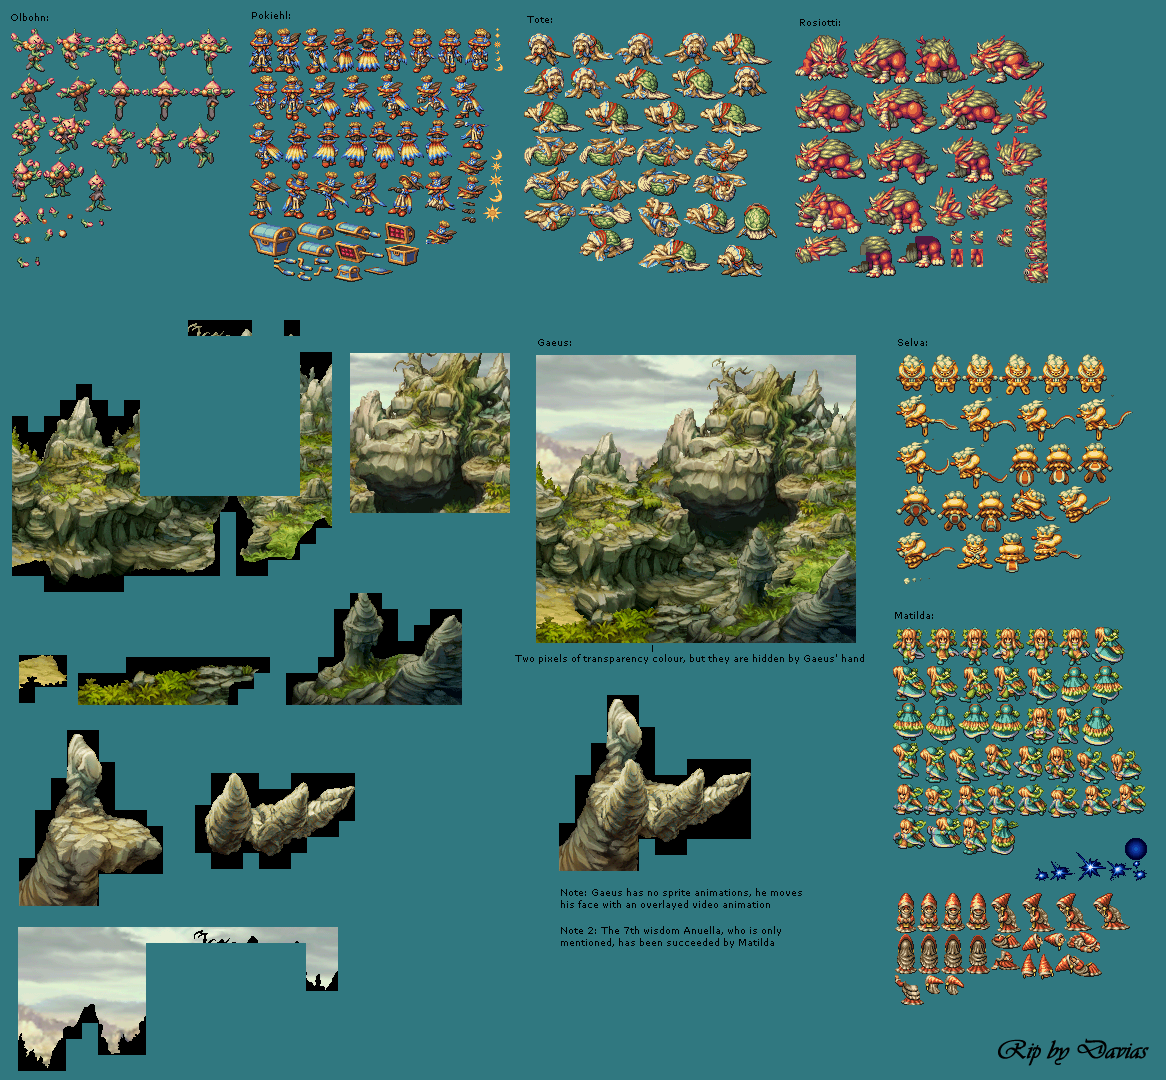 Olbohn:
Pokiehl:
Tote:
Rosiotti:
Gaeus:
Selva:
Two pixels of transparency colour, but they are hidden by Gaeus' hand
Matilda:
Note: Gaeus has no sprite animations, he moves
his face with an overlayed video animation
Note 2: The 7th wisdom Anuella, who is only
mentioned, has been succeeded by Matilda
Rip by Davias